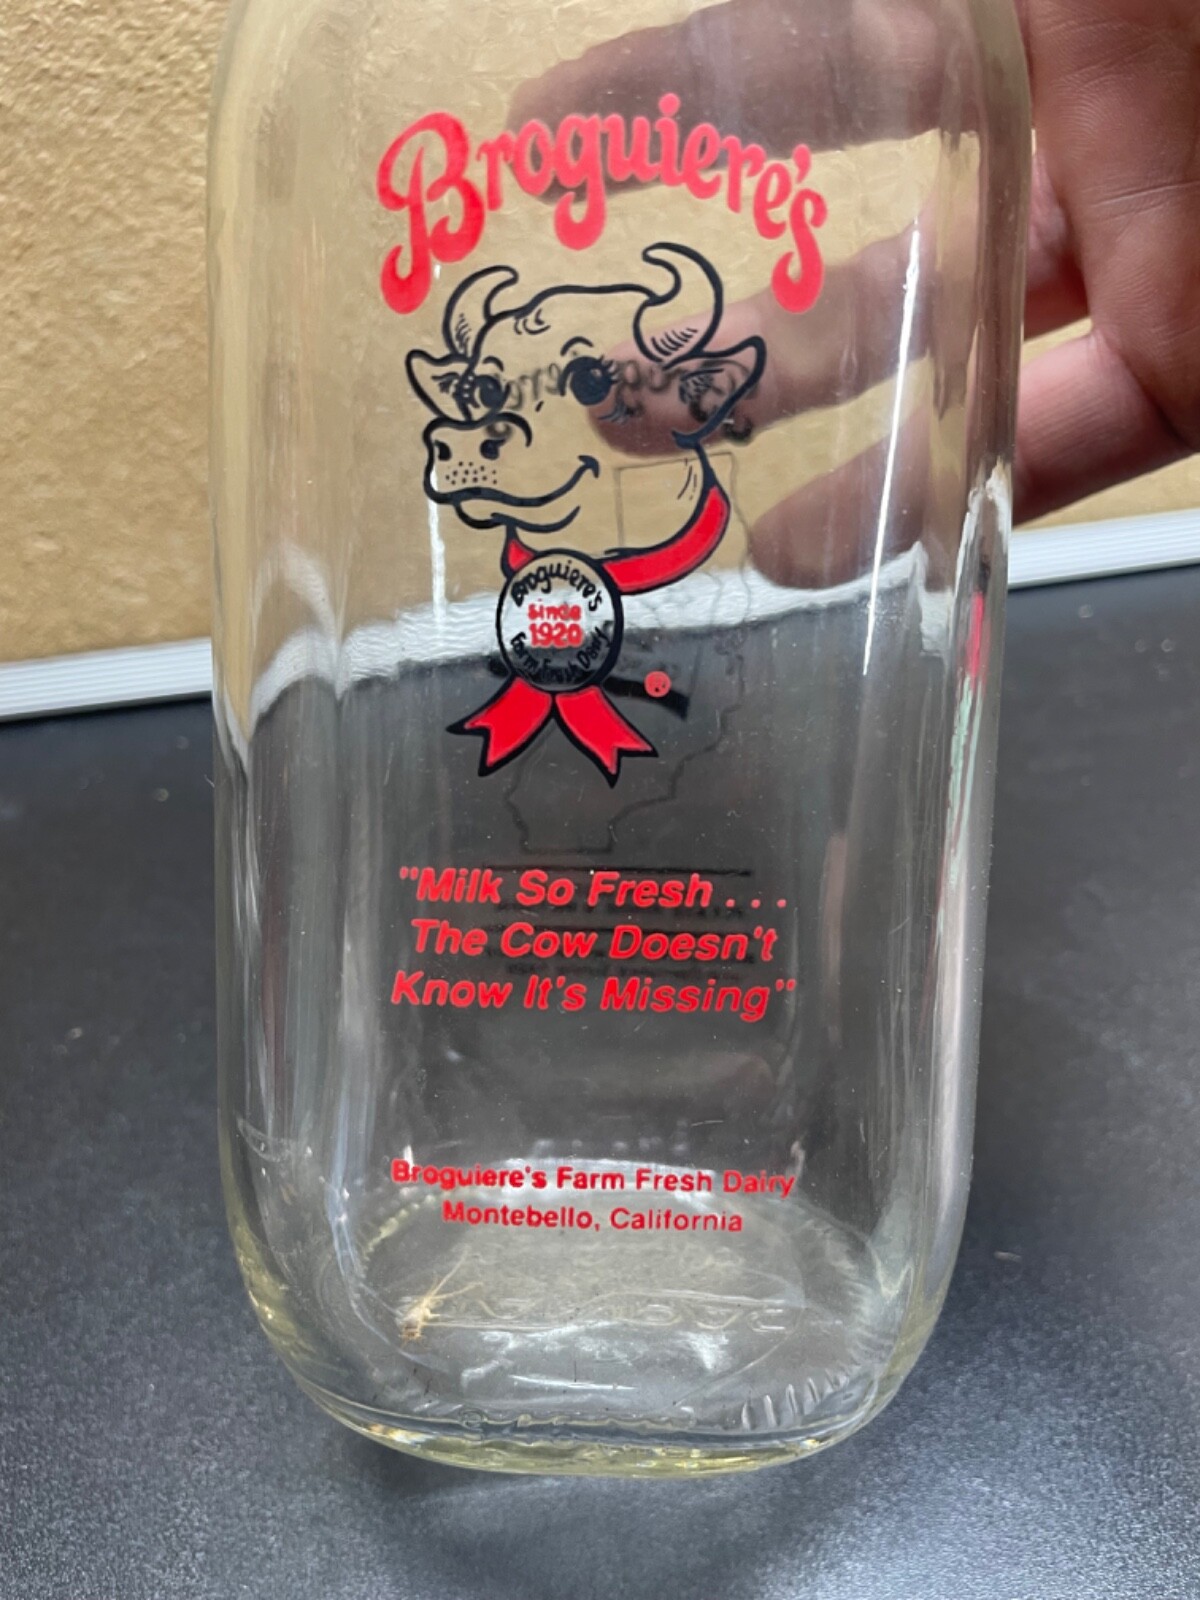 Broguiere's
Broguiere's
since
1920
Farm Fresh Dairy
®
"Milk So Fresh . . .
The Cow Doesn't
Know It's Missing"
Broguiere's Farm Fresh Dairy
Montebello, California